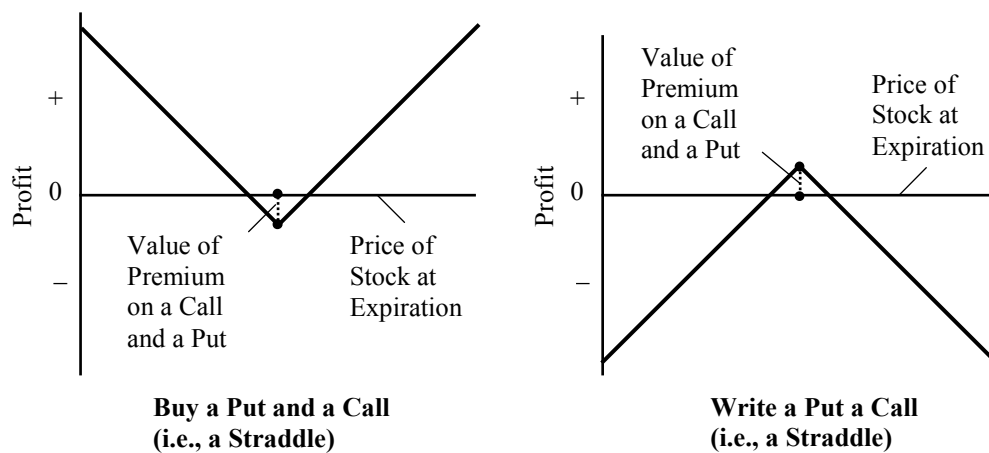 +
Profit
0
−
Value of
Premium
on a Call
and a Put
Price of
Stock at
Expiration
Buy a Put and a Call
(i.e., a Straddle)
+
Profit
0
−
Value of
Premium
on a Call
and a Put
Price of
Stock at
Expiration
Write a Put a Call
(i.e., a Straddle)